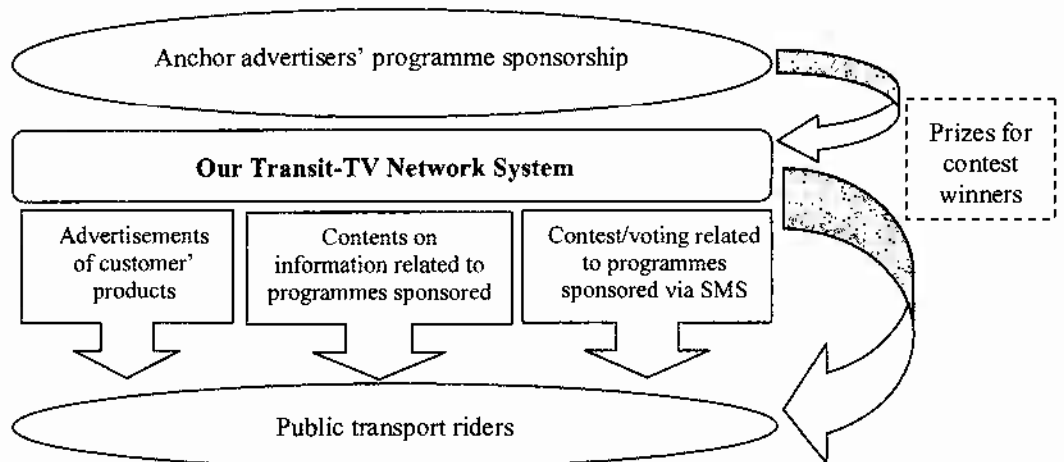 Anchor advertisers' programme sponsorship
Our Transit-TV Network System
Prizes for
contest
winners
Advertisements
of customer'
products
Contents on
information related to
programmes sponsored
Contest/voting related
to programmes
sponsored via SMS
Public transport riders